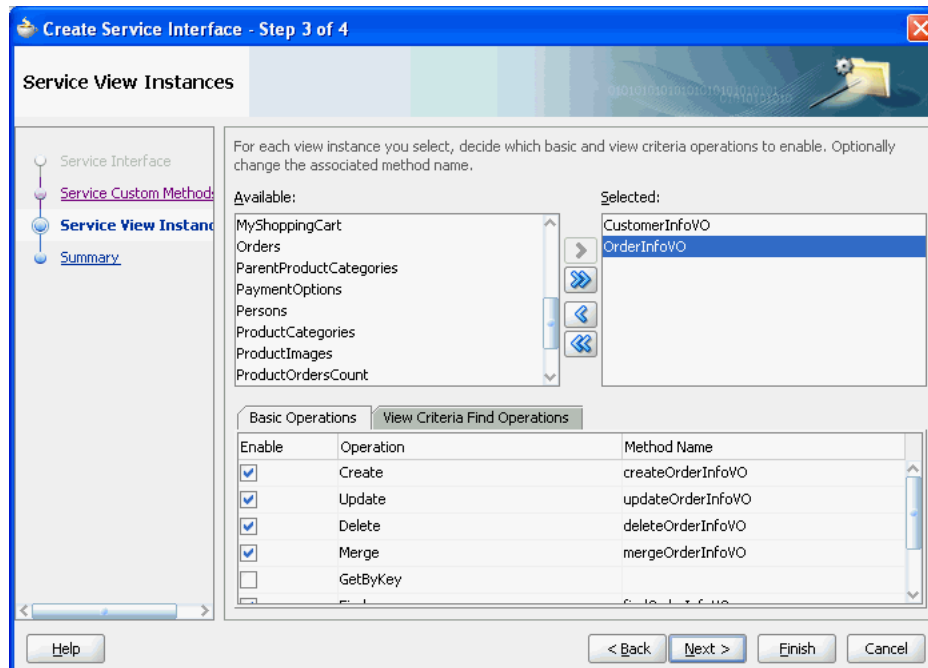 Create Service Interface - Step 3 of 4
Service View Instances
Service Interface
Service Custom Methods
Service View Instanc
Summary
For each view instance you select, decide which basic and view criteria operations to enable. Optionally
change the associated method name.
Available:
Selected:
MyShoppingCart
Orders
ParentProductCategories
PaymentOptions
Persons
ProductCategories
ProductImages
ProductOrdersCount
CustomerInfoVO
OrderInfoVO
Basic Operations View Criteria Find Operations
Enable Operation Method Name
Create createOrderInfoVO
Update updateOrderInfoVO
Delete deleteOrderInfoVO
Merge mergeOrderInfoVO
GetByKey
Help
< Back Next > Finish Cancel